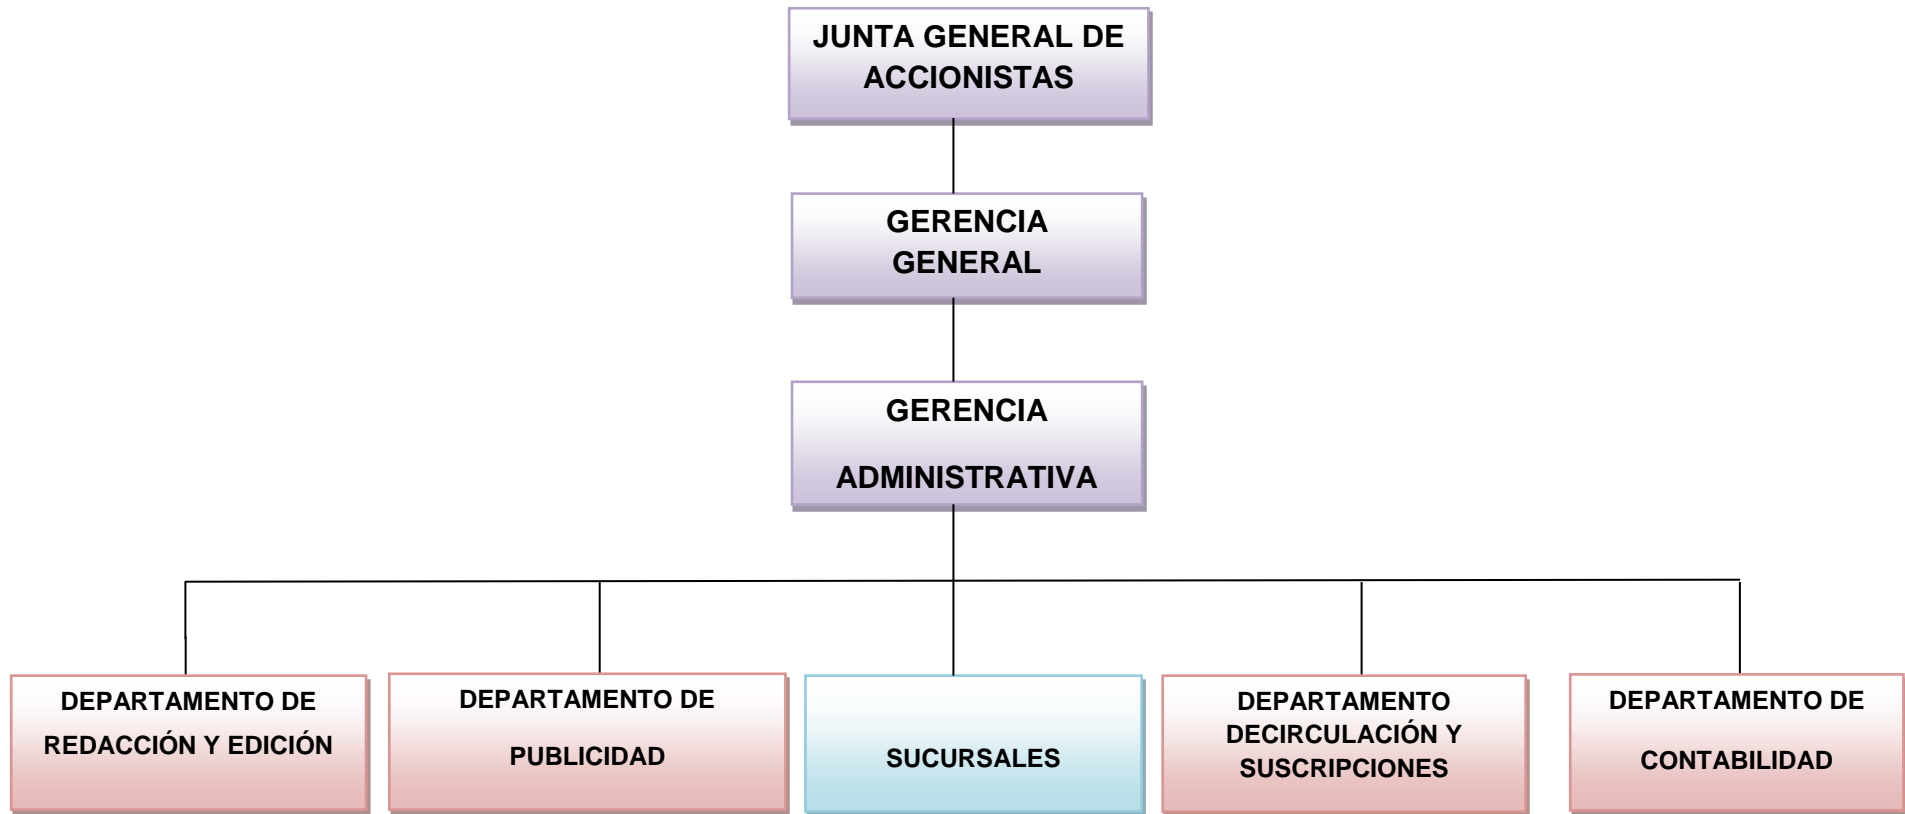 JUNTA GENERAL DE
ACCIONISTAS
GERENCIA
GENERAL
GERENCIA
ADMINISTRATIVA
DEPARTAMENTO DE
REDACCIÓN Y EDICIÓN
DEPARTAMENTO DE
PUBLICIDAD
SUCURSALES
DEPARTAMENTO
DECIRCULACIÓN Y
SUSCRIPCIONES
DEPARTAMENTO DE
CONTABILIDAD